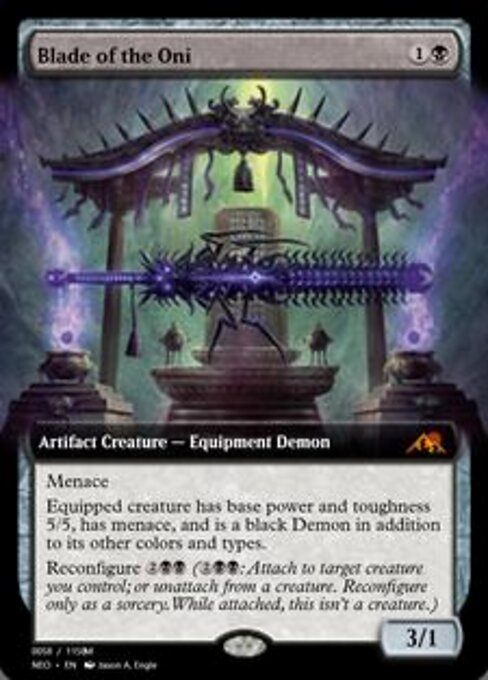 Blade of the Oni
1
Artifact Creature — Equipment Demon
Menace
Equipped creature has base power and toughness
5/5, has menace, and is a black Demon in addition
to its other colors and types.
Reconfigure 2 (2: Attach to target creature
you control; or unattach from a creature. Reconfigure
only as a sorcery.While attached, this isn't a creature.)
3/1
NEO • EN Jason A. Engle